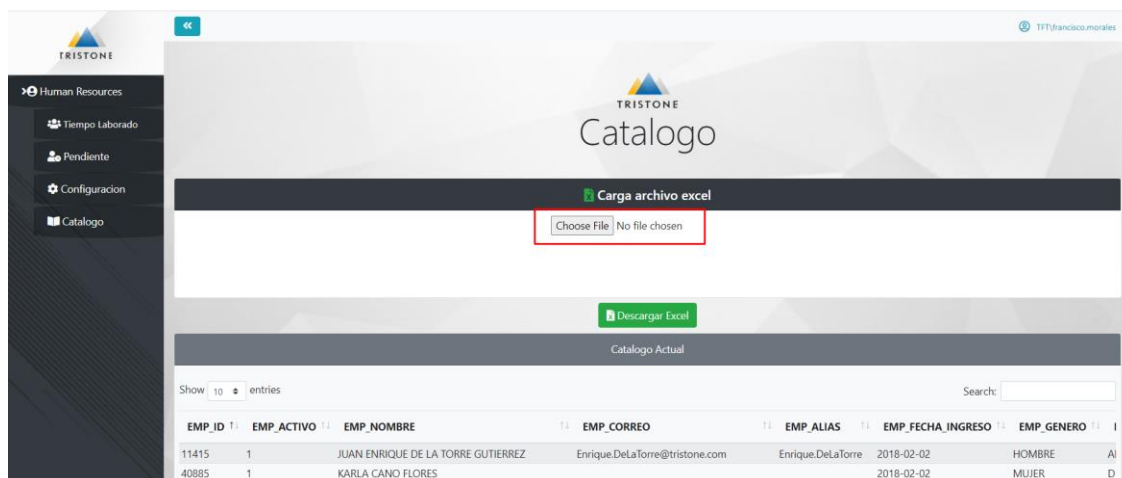 TFT\francisco.morales
TRISTONE
Human Resources
Tiempo Laborado
Pendiente
Configuracion
Catalogo
TRISTONE
Catalogo
Carga archivo excel
Choose File No file chosen
Descargar Excel
Catalogo Actual
Show 10 entries
Search:
EMP_ID EMP_ACTIVO EMP_NOMBRE EMP_CORREO EMP_ALIAS EMP_FECHA_INGRESO EMP_GENERO
11415 1 JUAN ENRIQUE DE LA TORRE GUTIERREZ Enrique.DeLaTorre@tristone.com Enrique.DeLaTorre 2018-02-02 HOMBRE
40885 1 KARLA CANO FLORES 2018-02-02 MUJER D